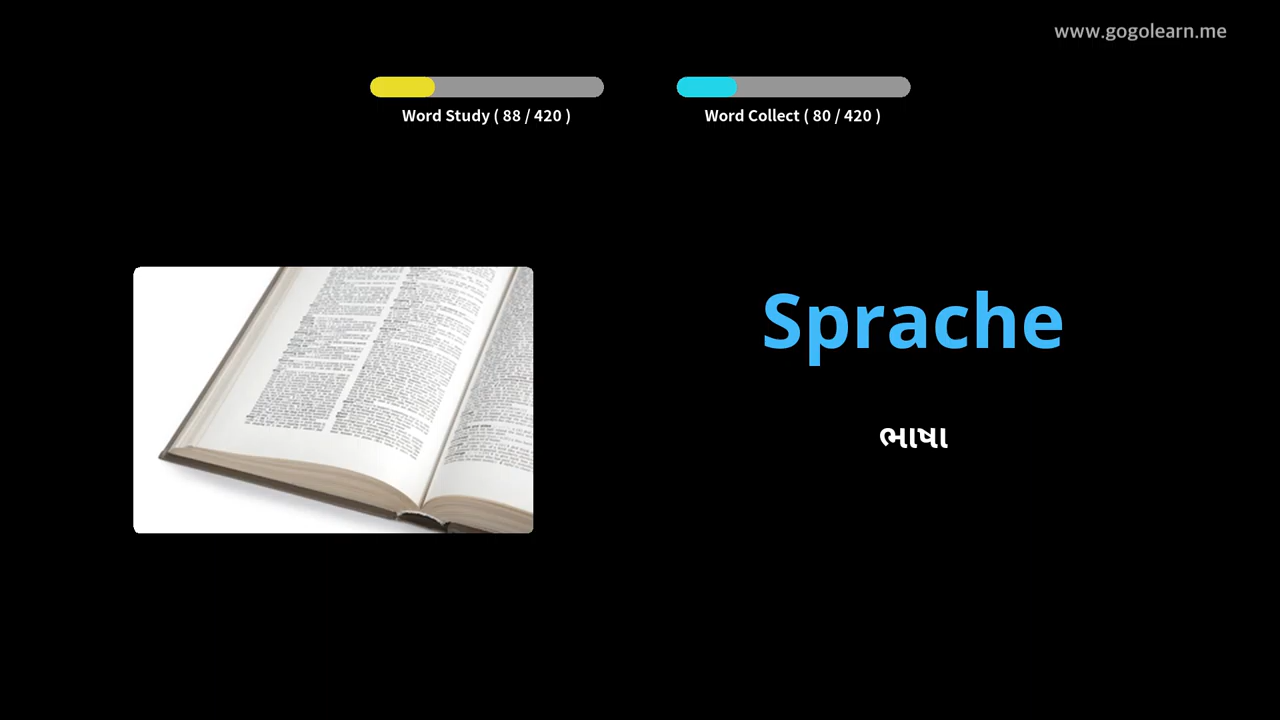 www.gogolearn.me
Word Study ( 88 / 420 )
Word Collect ( 80 / 420 )
Sprache
ભાષા